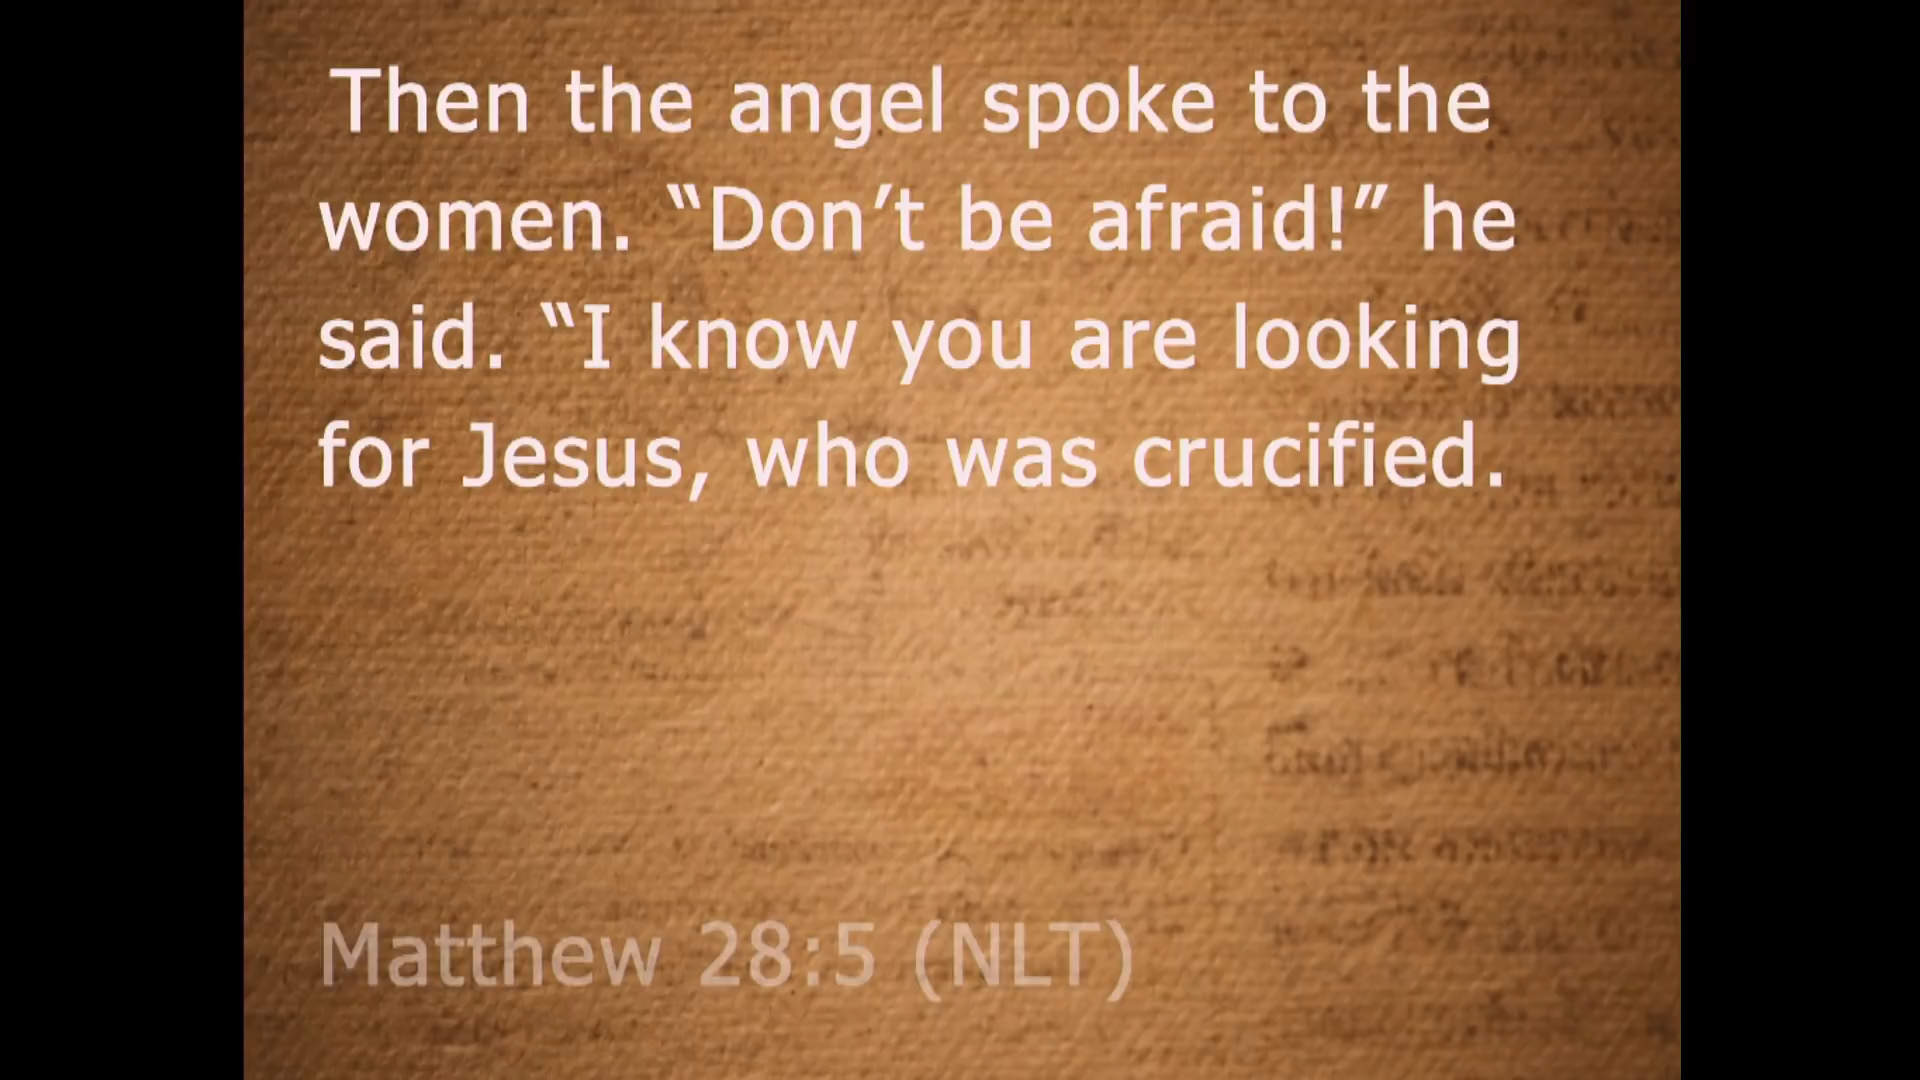 Then the angel spoke to the
women. “Don’t be afraid!” he
said. “I know you are looking
for Jesus, who was crucified.
Matthew 28:5 (NLT)